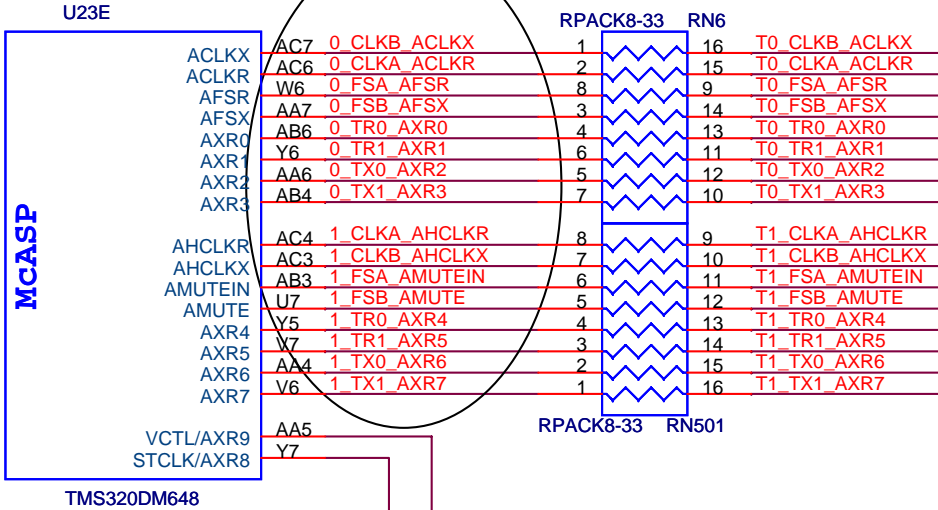 U23E RPACK8-33 RN6
ACLKX AC7 0_CLKB_ACLKX 1 16 T0_CLKB_ACLKX
ACLKR AC6 0_CLKA_ACLKR 2 15 T0_CLKA_ACLKR
AFSR W6 0_FSA_AFSR 8 9 T0_FSA_AFSR
AFSX AA7 0_FSB_AFSX 3 14 T0_FSB_AFSX
AXR0 AB6 0_TR0_AXR0 4 13 T0_TR0_AXR0
AXR1 Y6 0_TR1_AXR1 6 11 T0_TR1_AXR1
AXR2 AA6 0_TX0_AXR2 5 12 T0_TX0_AXR2
AXR3 AB4 0_TX1_AXR3 7 10 T0_TX1_AXR3
McASP
AHCLKR AC4 1_CLKA_AHCLKR 8 9 T1_CLKA_AHCLKR
AHCLKX AC3 1_CLKB_AHCLKX 7 10 T1_CLKB_AHCLKX
AMUTEIN AB3 1_FSA_AMUTEIN 6 11 T1_FSA_AMUTEIN
AMUTE U7 1_FSB_AMUTE 5 12 T1_FSB_AMUTE
AXR4 Y5 1_TR0_AXR4 4 13 T1_TR0_AXR4
AXR5 V7 1_TR1_AXR5 3 14 T1_TR1_AXR5
AXR6 AA4 1_TX0_AXR6 2 15 T1_TX0_AXR6
AXR7 V6 1_TX1_AXR7 1 16 T1_TX1_AXR7
RPACK8-33 RN501
VCTL/AXR9 AA5
STCLK/AXR8 Y7
TMS320DM648